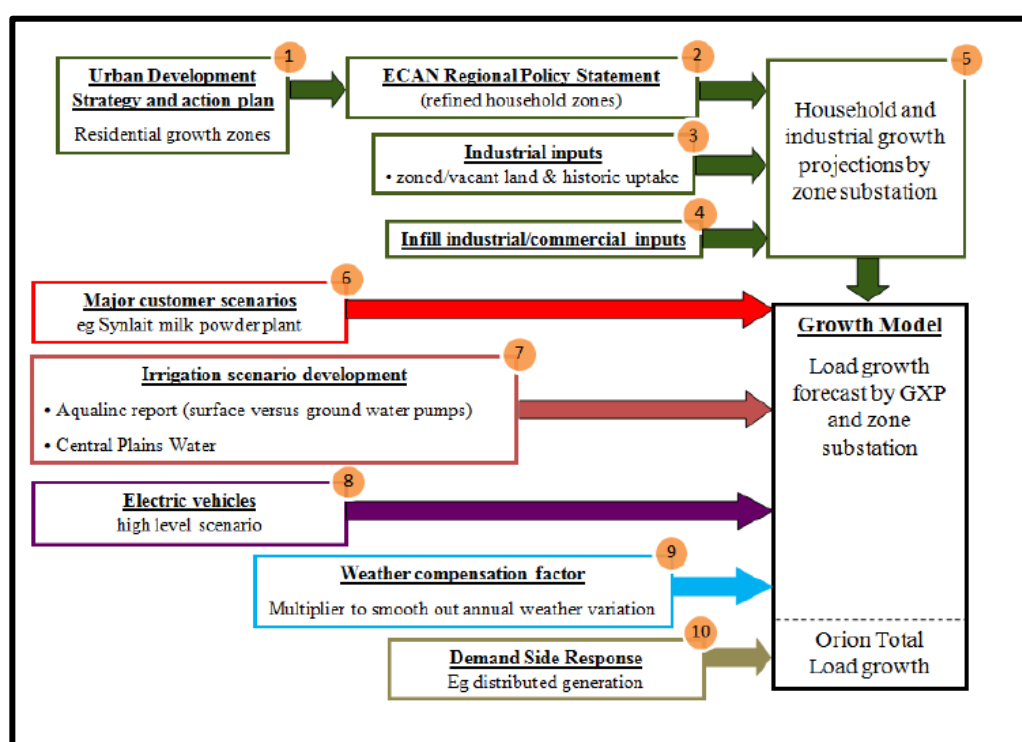 1
Urban Development
Strategy and action plan
Residential growth zones
2
ECAN Regional Policy Statement
(refined household zones)
3
Industrial inputs
• zoned/vacant land & historic uptake
4
Infill industrial/commercial inputs
5
Household and
industrial growth
projections by
zone substation
6
Major customer scenarios
eg Synlait milk powder plant
7
Irrigation scenario development
• Aqualinc report (surface versus ground water pumps)
• Central Plains Water
8
Electric vehicles
high level scenario
9
Weather compensation factor
Multiplier to smooth out annual weather variation
10
Demand Side Response
Eg distributed generation
Growth Model
Load growth
forecast by GXP
and zone
substation
Orion Total
Load growth